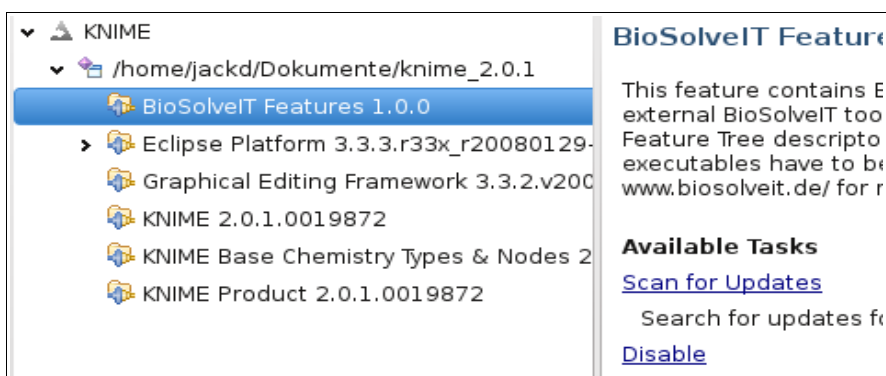 KNIME
/home/jackd/Dokumente/knime_2.0.1
BioSolveIT Features 1.0.0
Eclipse Platform 3.3.3.r33x_r20080129-
Graphical Editing Framework 3.3.2.v200
KNIME 2.0.1.0019872
KNIME Base Chemistry Types & Nodes 2
KNIME Product 2.0.1.0019872
BioSolveIT Feature
This feature contains B
external BioSolveIT too
Feature Tree descripto
executables have to be
www.biosolveit.de/ for r
Available Tasks
Scan for Updates
Search for updates fo
Disable